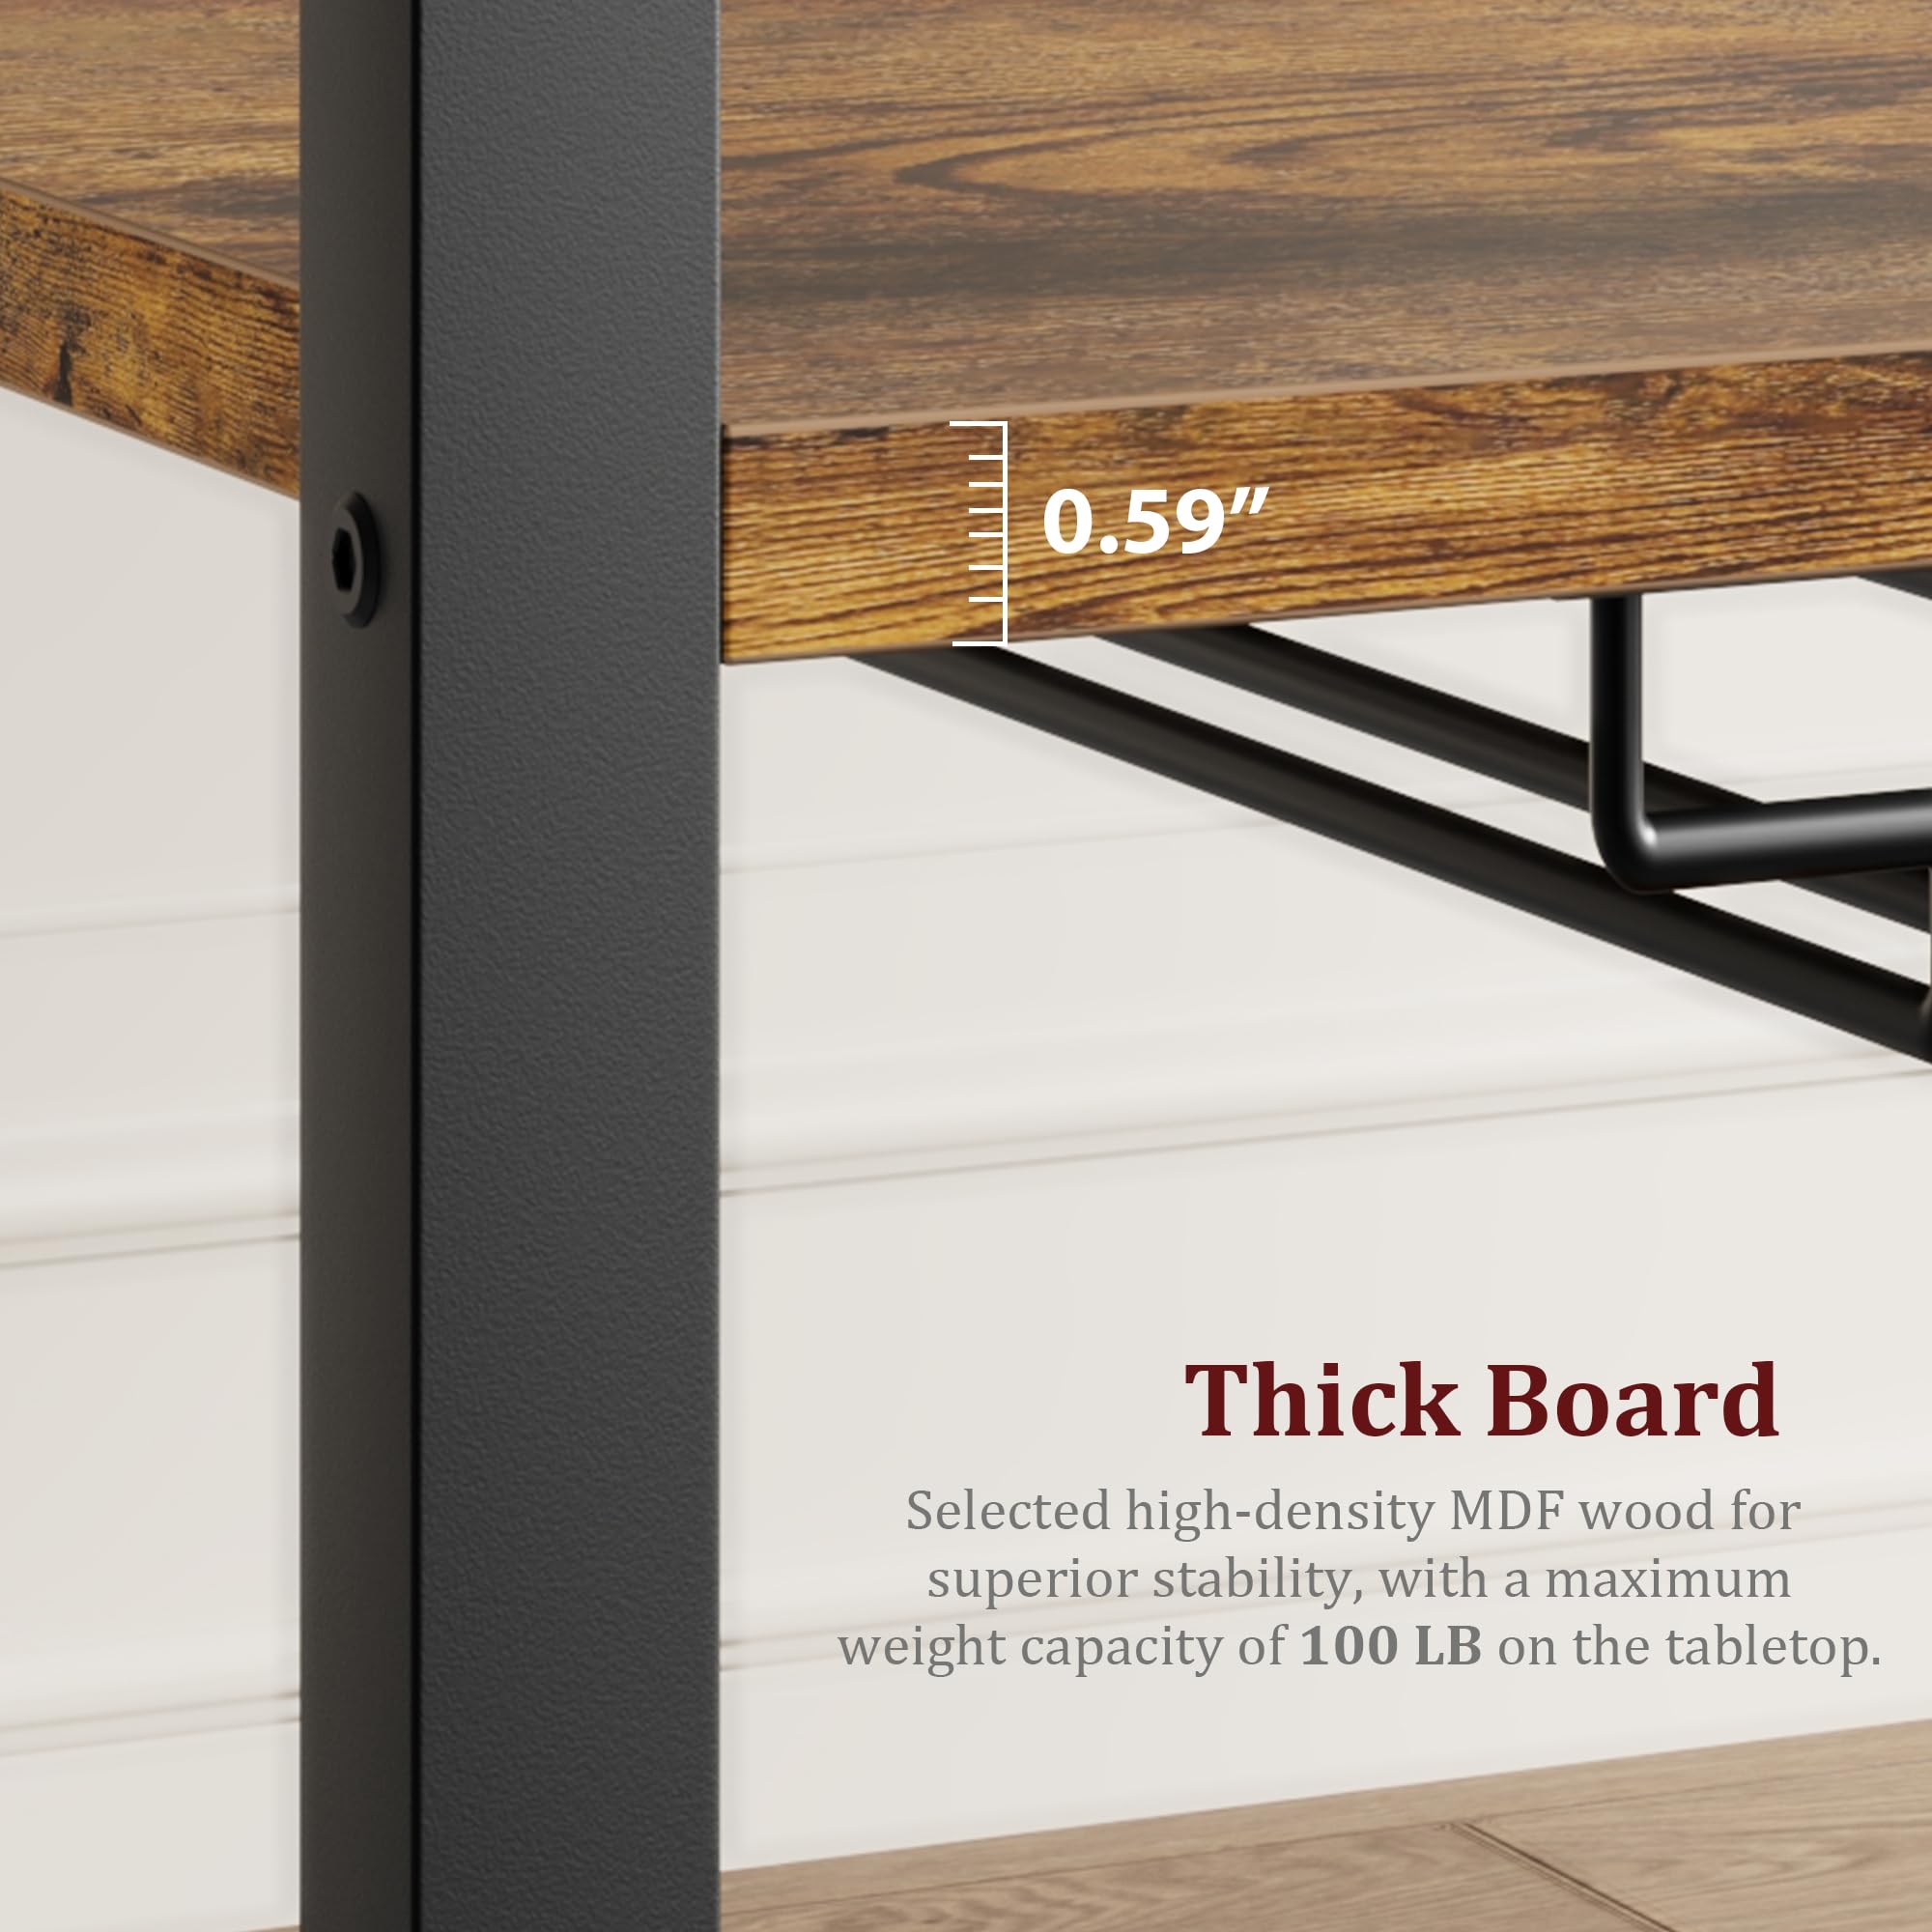 0.59"
Thick Board
Selected high-density MDF wood for
superior stability, with a maximum
weight capacity of 100 LB on the tabletop.